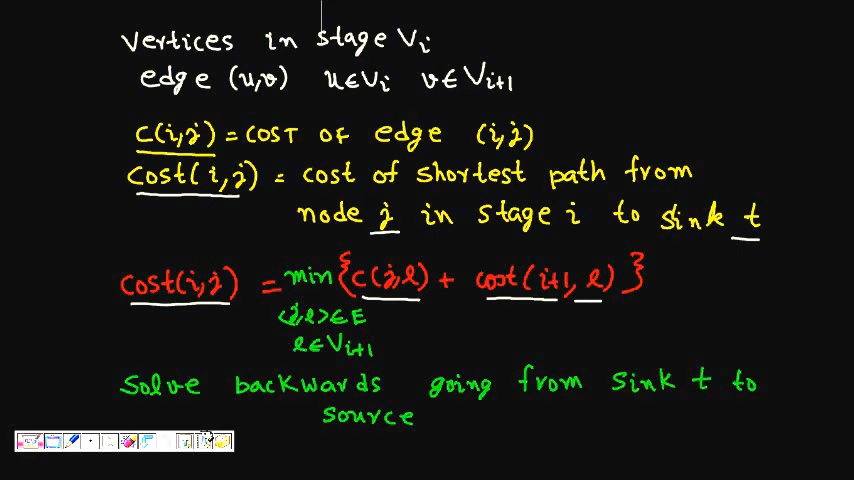 Vertices in stage Vi
edge (u,v) u∈Vi v∈Vi+1
C(i,j) = COST OF edge (i,j)
Cost(i,j) = cost of shortest path from
node j in stage i to sink t
Cost(i,j) = min {C(j,l) + cost(i+1, l)}
<j,l>∈E
l∈Vi+1
Solve backwards going from sink t to
source